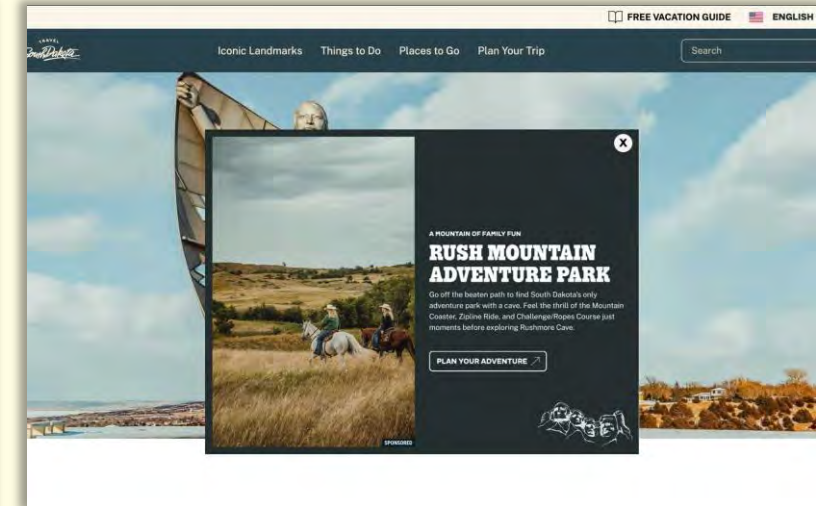 FREE VACATION GUIDE ENGLISH
TRAVEL
South Dakota
Iconic Landmarks Things to Do Places to Go Plan Your Trip Search
X
A MOUNTAIN OF FAMILY FUN
RUSH MOUNTAIN
ADVENTURE PARK
Go off the beaten path to find South Dakota's only
adventure park with a cave. Feel the thrill of the Mountain
Coaster, Zipline Ride, and Challenge/Ropes Course just
moments before exploring Rushmore Cave.
PLAN YOUR ADVENTURE
SPONSORED